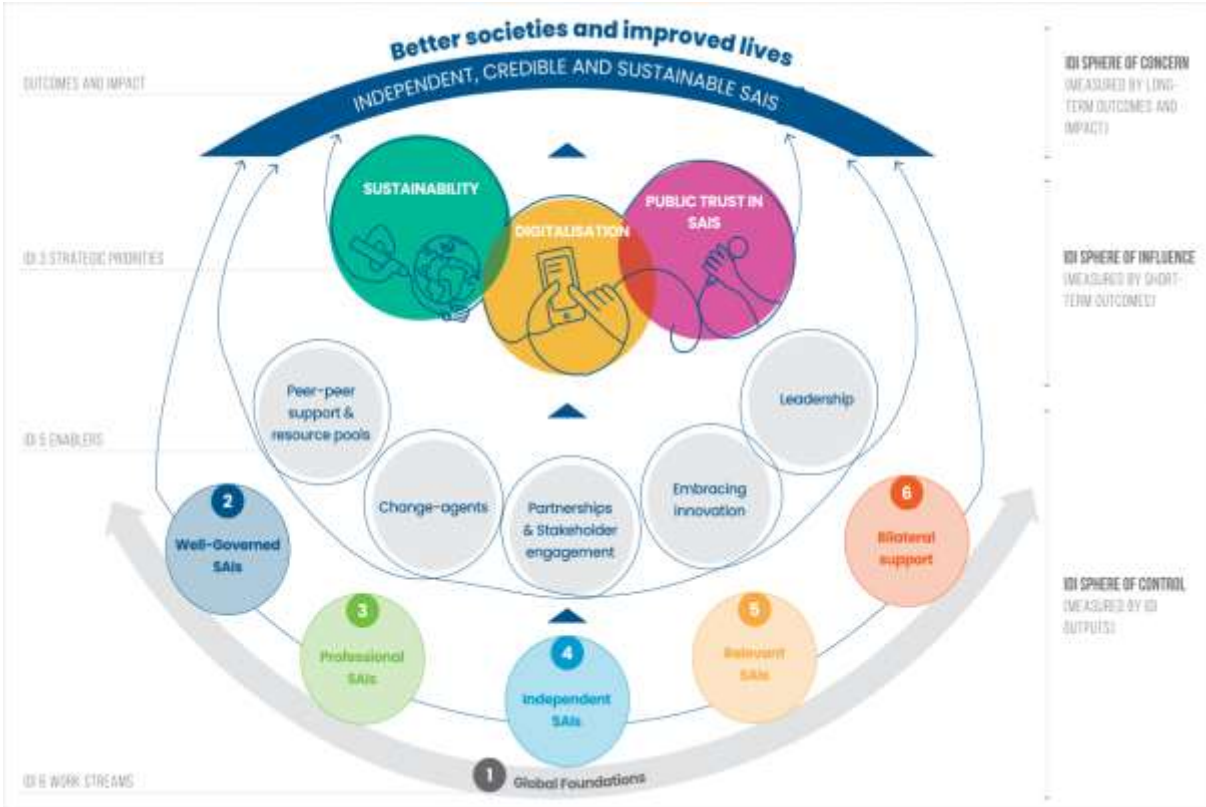 Better societies and improved lives
INDEPENDENT, CREDIBLE AND SUSTAINABLE SAIS
OUTCOMES AND IMPACT
IDI SPHERE OF CONCERN
(MEASURED BY LONG-
TERM OUTCOMES AND
IMPACT)
SUSTAINABILITY
DIGITALISATION
PUBLIC TRUST IN
SAIS
IDI 3 STRATEGIC PRIORITIES
IDI SPHERE OF INFLUENCE
(MEASURED BY SHORT-
TERM OUTCOMES)
Peer-peer
support &
resource pools
Change-agents
Partnerships
& Stakeholder
engagement
Embracing
innovation
Leadership
IDI 5 ENABLERS
2
Well-Governed
SAIs
3
Professional
SAIs
4
Independent
SAIs
5
Relevant
SAIs
6
Bilateral
support
IDI SPHERE OF CONTROL
(MEASURED BY IDI
OUTPUTS)
1 Global Foundations
IDI 6 WORK STREAMS